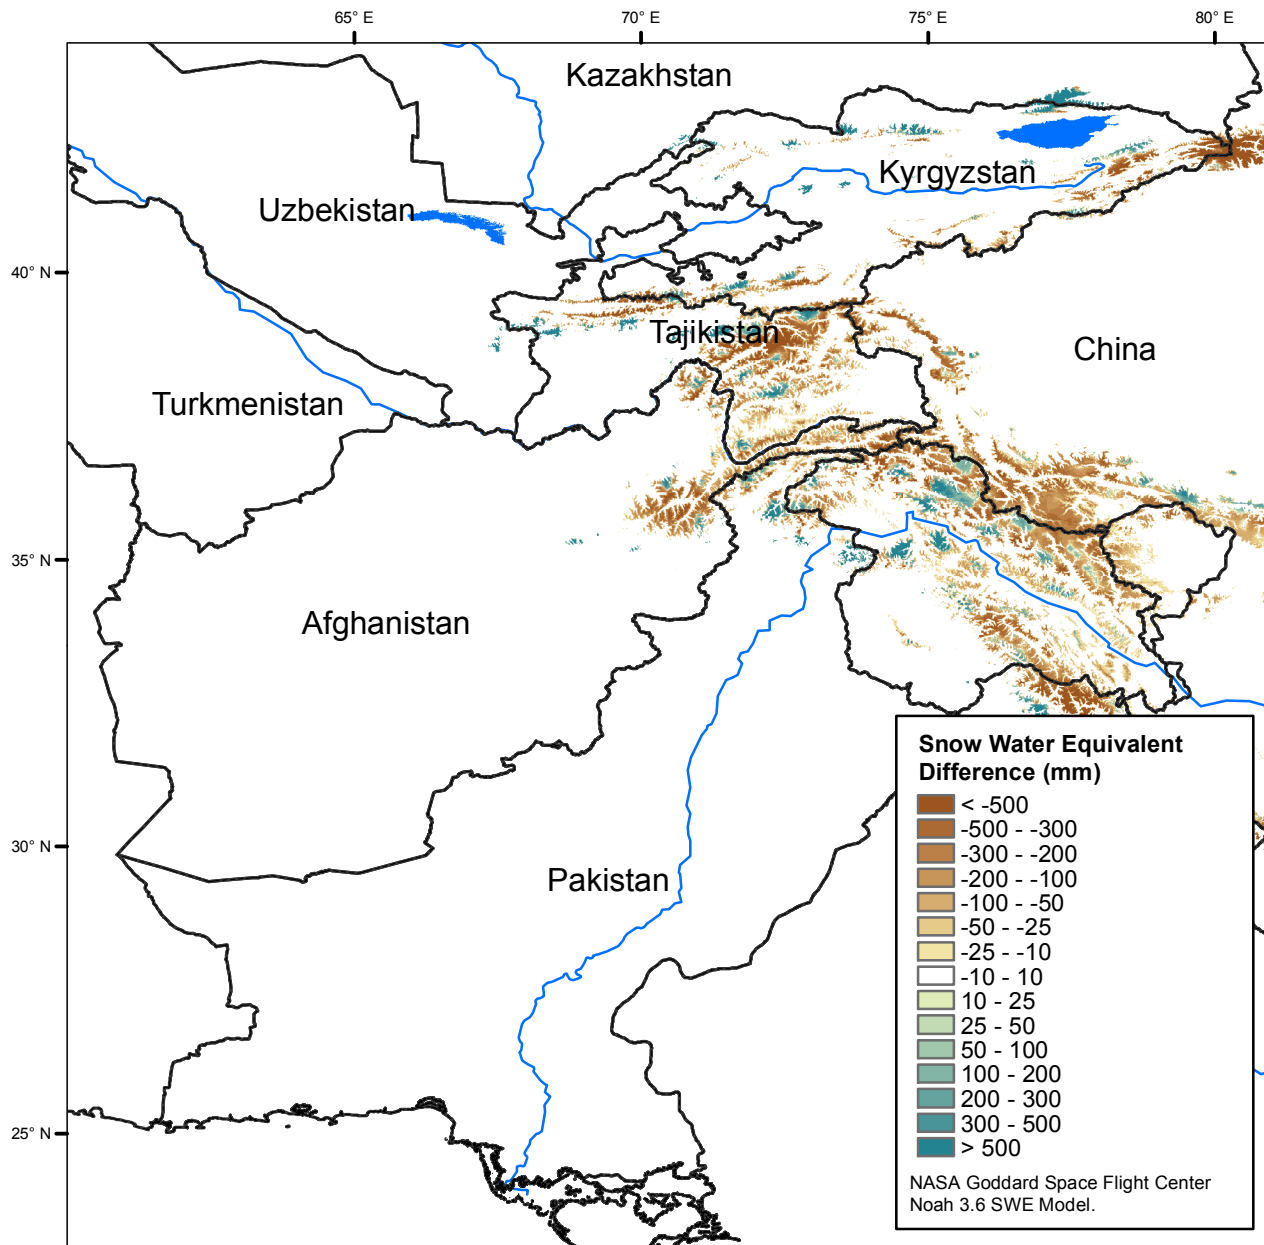 65° E
70° E
75° E
80° E
Kazakhstan
Kyrgyzstan
Uzbekistan
40° N
Tajikistan
China
Turkmenistan
35° N
Afghanistan
30° N
Pakistan
25° N
Snow Water Equivalent
Difference (mm)
< -500
-500 - -300
-300 - -200
-200 - -100
-100 - -50
-50 - -25
-25 - -10
-10 - 10
10 - 25
25 - 50
50 - 100
100 - 200
200 - 300
300 - 500
> 500
NASA Goddard Space Flight Center
Noah 3.6 SWE Model.